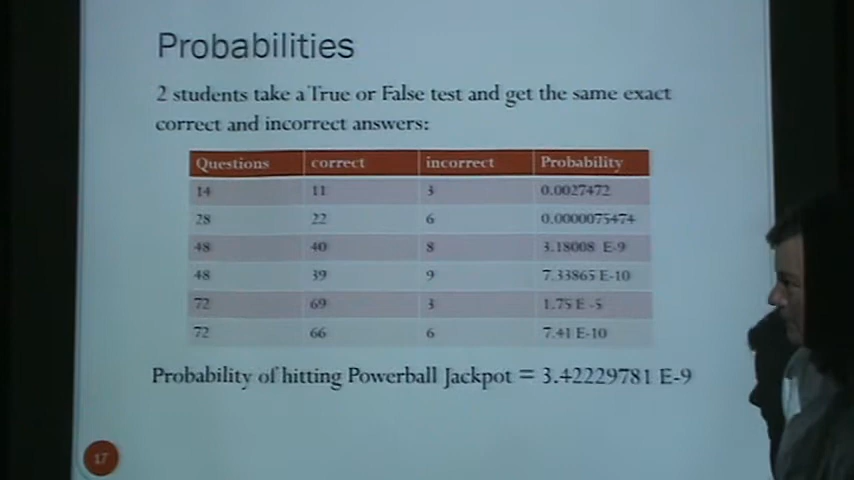 Probabilities
2 students take a True or False test and get the same exact
correct and incorrect answers:
Questions correct incorrect Probability
14 11 3 0.0027472
28 22 6 0.0000075474
48 40 8 3.18008 E-9
48 39 9 7.33865 E-10
72 69 3 1.75 E -5
72 66 6 7.41 E-10
Probability of hitting Powerball Jackpot = 3.42229781 E-9
17